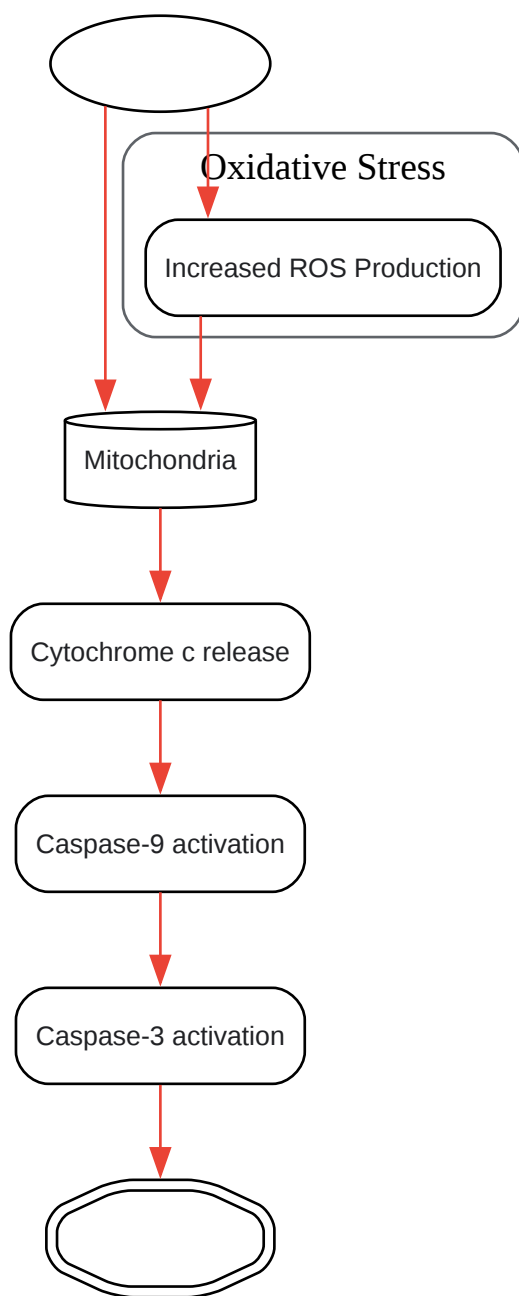 Oxidative Stress
Increased ROS Production
Mitochondria
Cytochrome c release
Caspase-9 activation
Caspase-3 activation